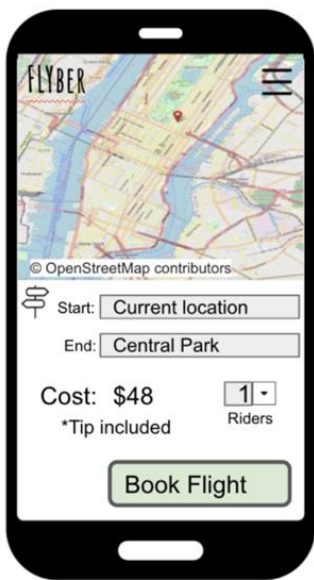 FLYBER
© OpenStreetMap contributors
Start: Current location
End: Central Park
Cost: $48
1
*Tip included
Riders
Book Flight